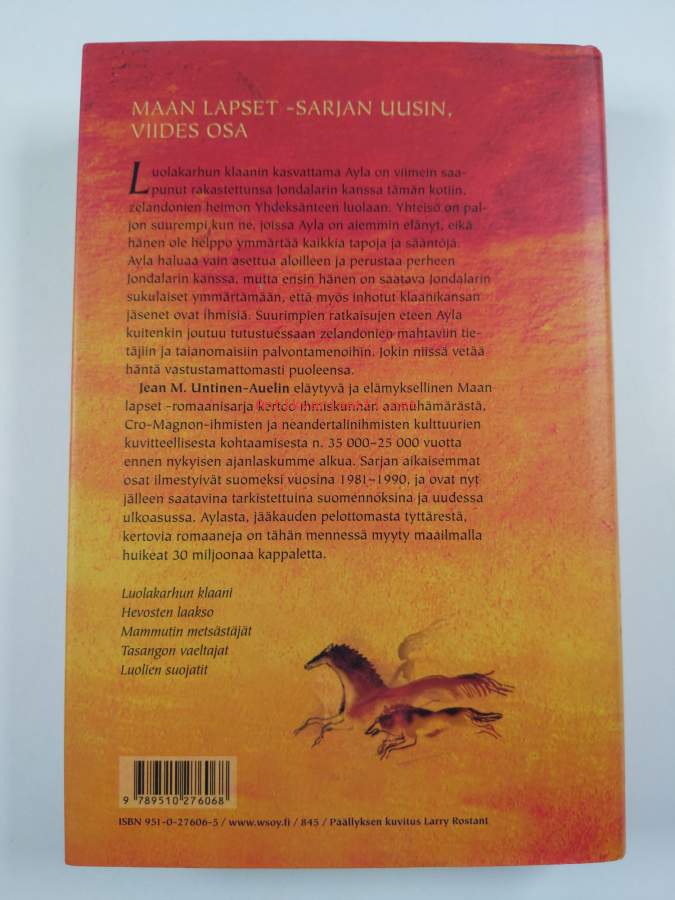 MAAN LAPSET -SARJAN UUSIN,
VIIDES OSA
Luolakarhun klaanin kasvattama Ayla on viimein saa-
punut rakastettunsa Jondalarin kanssa tämän kotiin,
zelandonien heimon Yhdeksänteen luolaan. Yhteisö on pal-
jon suurempi kun ne, joissa Ayla on aiemmin elänyt, eikä
hänen ole helppo ymmärtää kaikkia tapoja ja sääntöjä.
Ayla haluaa vain asettua aloilleen ja perustaa perheen
Jondalarin kanssa, mutta ensin hänen on saatava Jondalarin
sukulaiset ymmärtämään, että myös inhotut klaanikansan
jäsenet ovat ihmisiä. Suurimpien ratkaisujen eteen Ayla
kuitenkin joutuu tutustuessaan zelandonien mahtaviin tie-
täjiin ja taianomaisiin palvontamenoihin. Jokin niissä vetää
häntä vastustamattomasti puoleensa.
Jean M. Untinen-Auelin eläytyvä ja elämyksellinen Maan
lapset -romaanisarja kertoo ihmiskunnan aamuhämärästä,
Cro-Magnon-ihmisten ja neandertalinihmisten kulttuurien
kuvitteellisesta kohtaamisesta n. 35 000–25 000 vuotta
ennen nykyisen ajanlaskumme alkua. Sarjan aikaisemmat
osat ilmestyivät suomeksi vuosina 1981–1990, ja ovat nyt
jälleen saatavina tarkistettuina suomennoksina ja uudessa
ulkoasussa. Aylasta, jääkauden pelottomasta tyttärestä,
kertovia romaaneja on tähän mennessä myyty maailmalla
huikeat 30 miljoonaa kappaletta.
Luolakarhun klaani
Hevosten laakso
Mammutin metsästäjät
Tasangon vaeltajat
Luolien suojatit
9 789510 276068
ISBN 951-0-27606-5 / www.wsoy.fi / 845 / Päällyksen kuvitus Larry Rostant